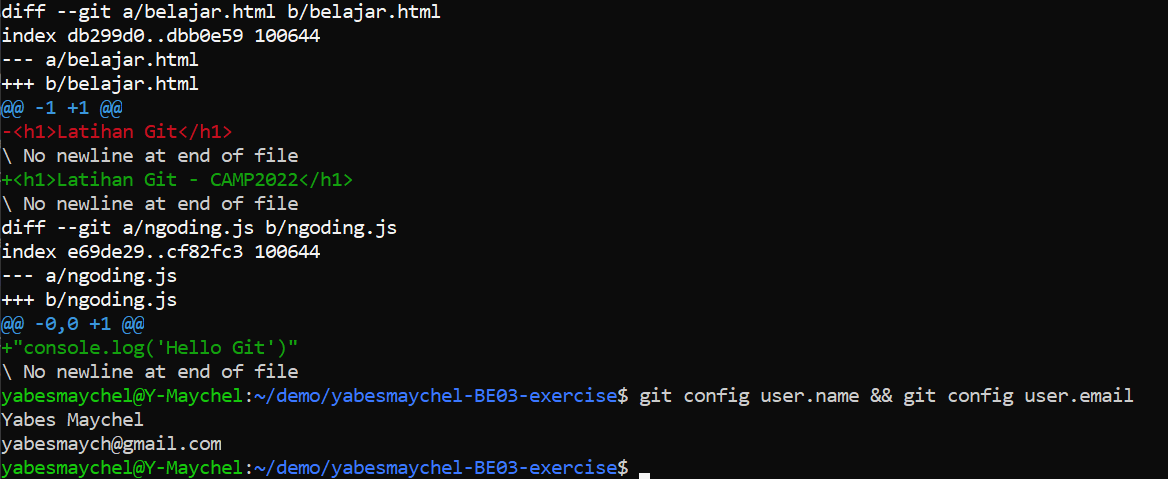 diff --git a/belajar.html b/belajar.html
index db299d0..dbb0e59 100644
--- a/belajar.html
+++ b/belajar.html
@@ -1 +1 @@
-<h1>Latihan Git</h1>
\ No newline at end of file
+<h1>Latihan Git - CAMP2022</h1>
\ No newline at end of file
diff --git a/ngoding.js b/ngoding.js
index e69de29..cf82fc3 100644
--- a/ngoding.js
+++ b/ngoding.js
@@ -0,0 +1 @@
+"console.log('Hello Git')"
\ No newline at end of file
yabesmaychel@Y-Maychel:~/demo/yabesmaychel-BE03-exercise$ git config user.name && git config user.email
Yabes Maychel
yabesmaych@gmail.com
yabesmaychel@Y-Maychel:~/demo/yabesmaychel-BE03-exercise$